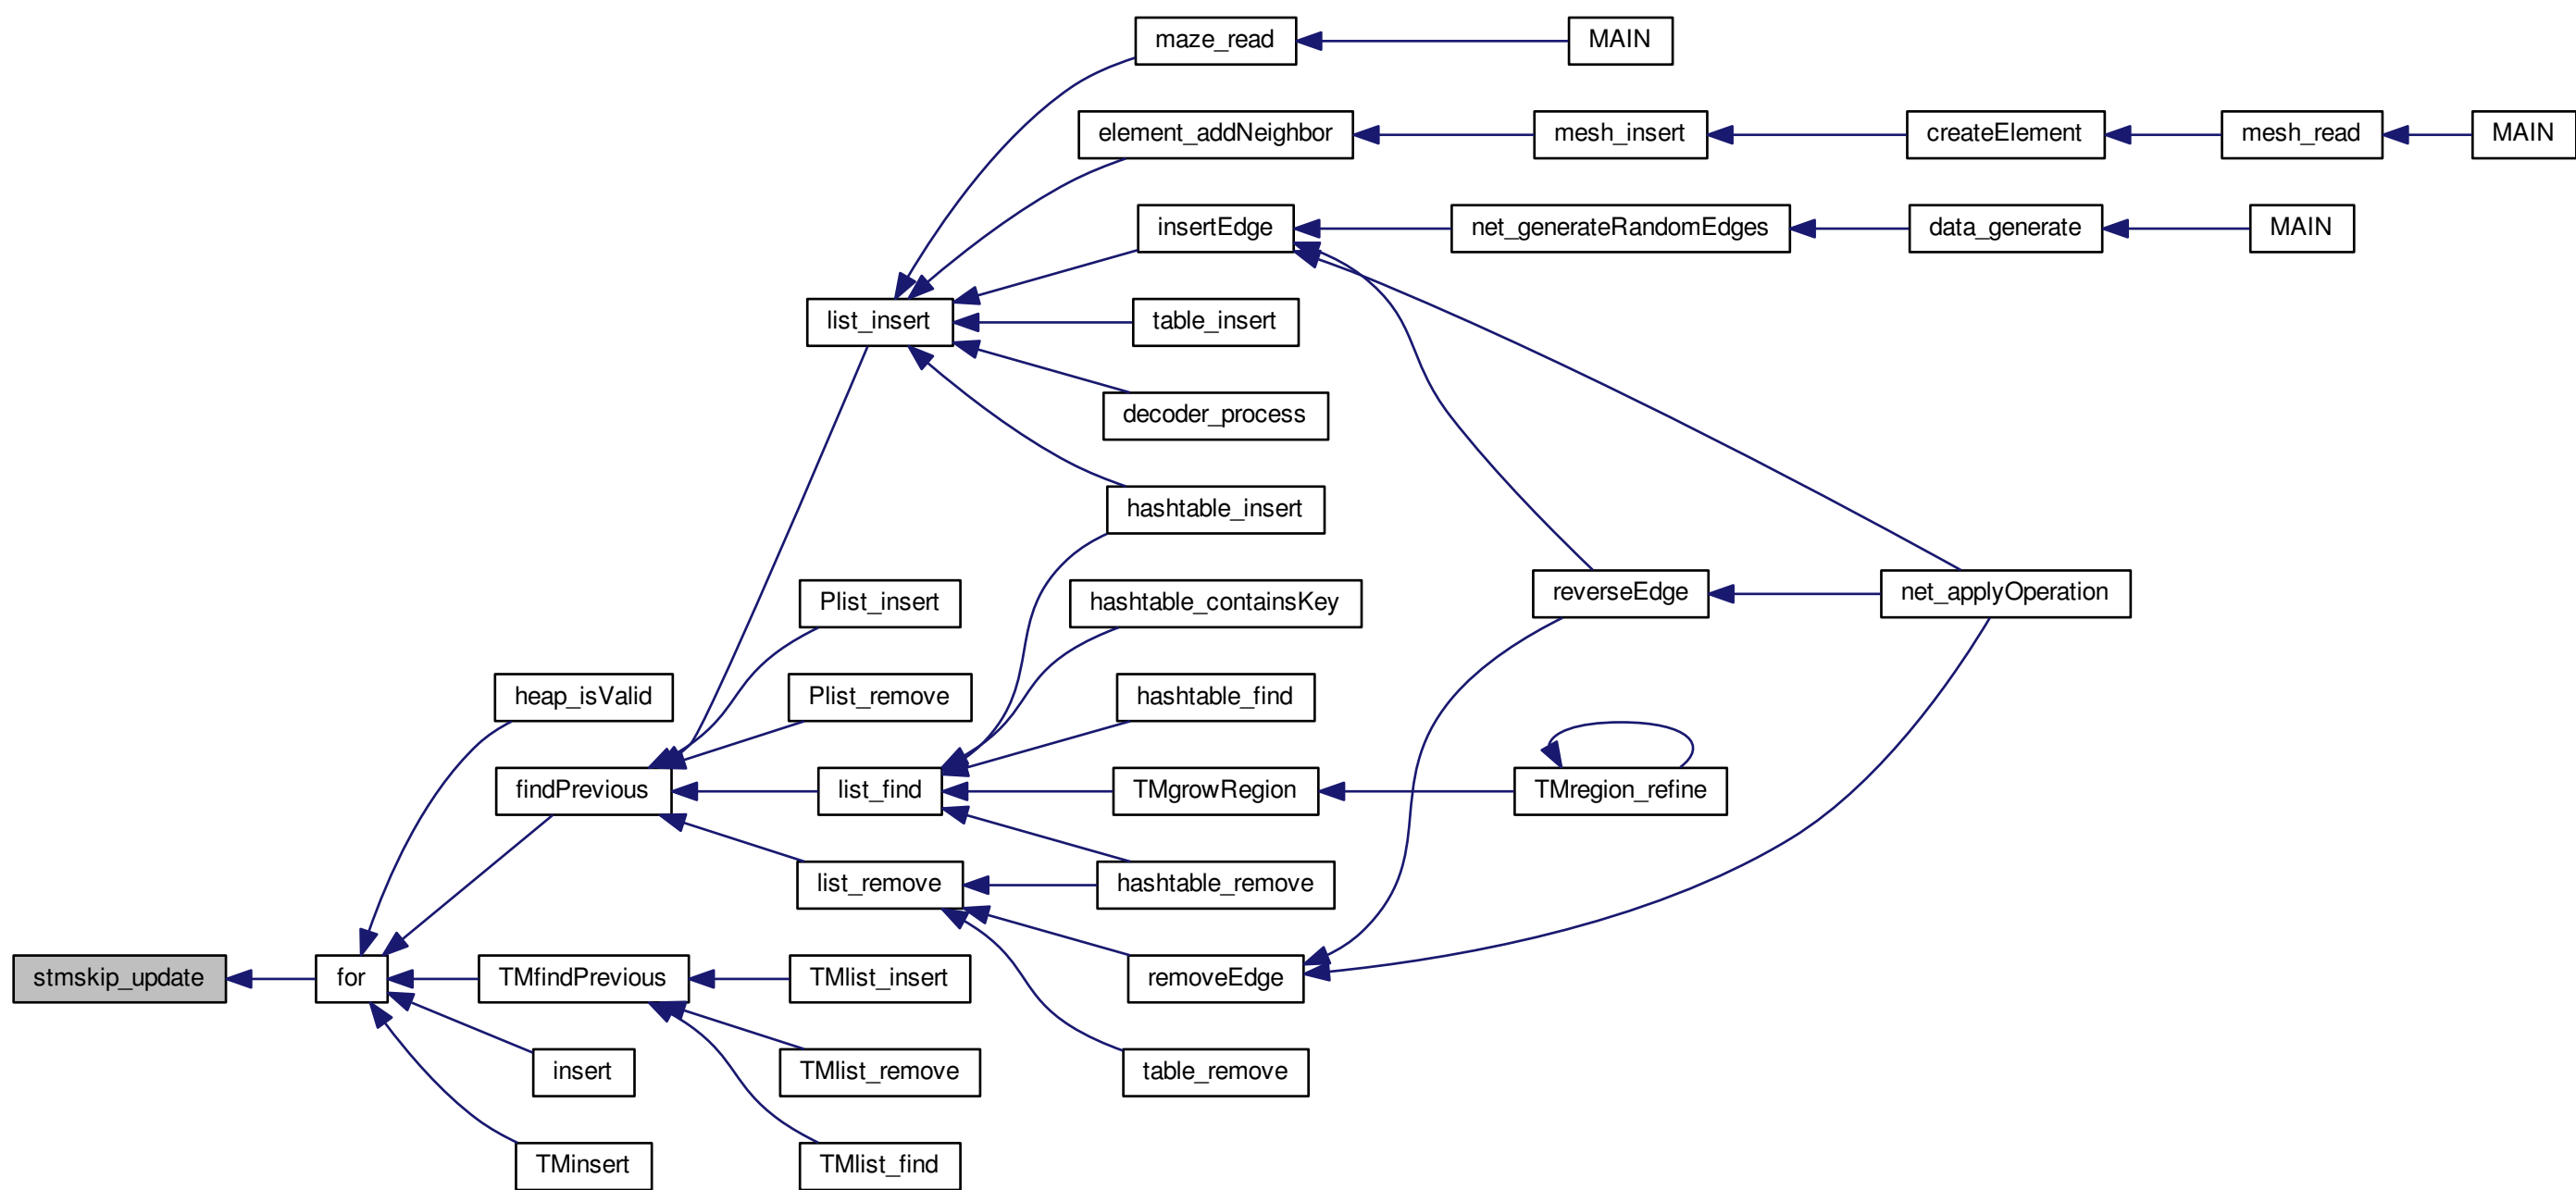 maze_read
MAIN
element_addNeighbor
mesh_insert
createElement
mesh_read
MAIN
insertEdge
net_generateRandomEdges
data_generate
MAIN
list_insert
table_insert
decoder_process
hashtable_insert
Plist_insert
hashtable_containsKey
reverseEdge
net_applyOperation
heap_isValid
Plist_remove
hashtable_find
findPrevious
list_find
TMgrowRegion
TMregion_refine
list_remove
hashtable_remove
stmskip_update
for
TMfindPrevious
TMlist_insert
removeEdge
insert
TMlist_remove
table_remove
TMinsert
TMlist_find